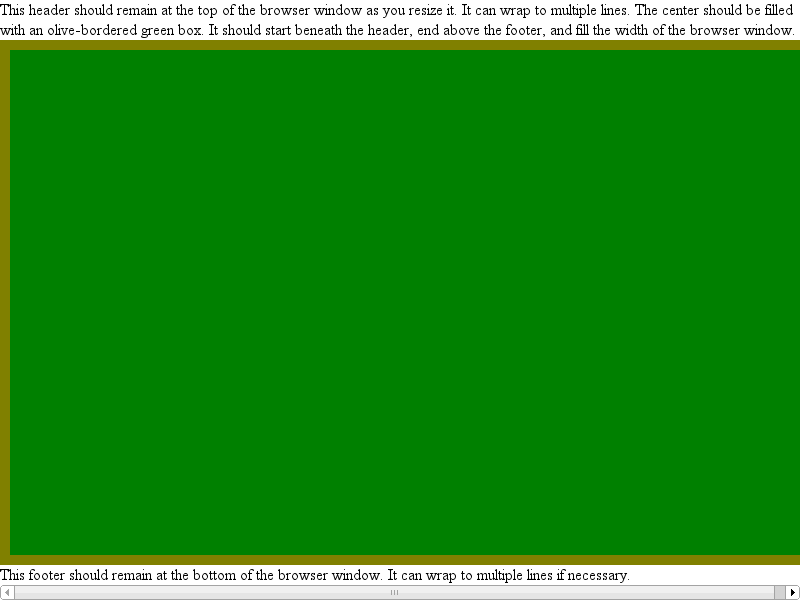 This header should remain at the top of the browser window as you resize it. It can wrap to multiple lines. The center should be filled
with an olive-bordered green box. It should start beneath the header, end above the footer, and fill the width of the browser window.
This footer should remain at the bottom of the browser window. It can wrap to multiple lines if necessary.